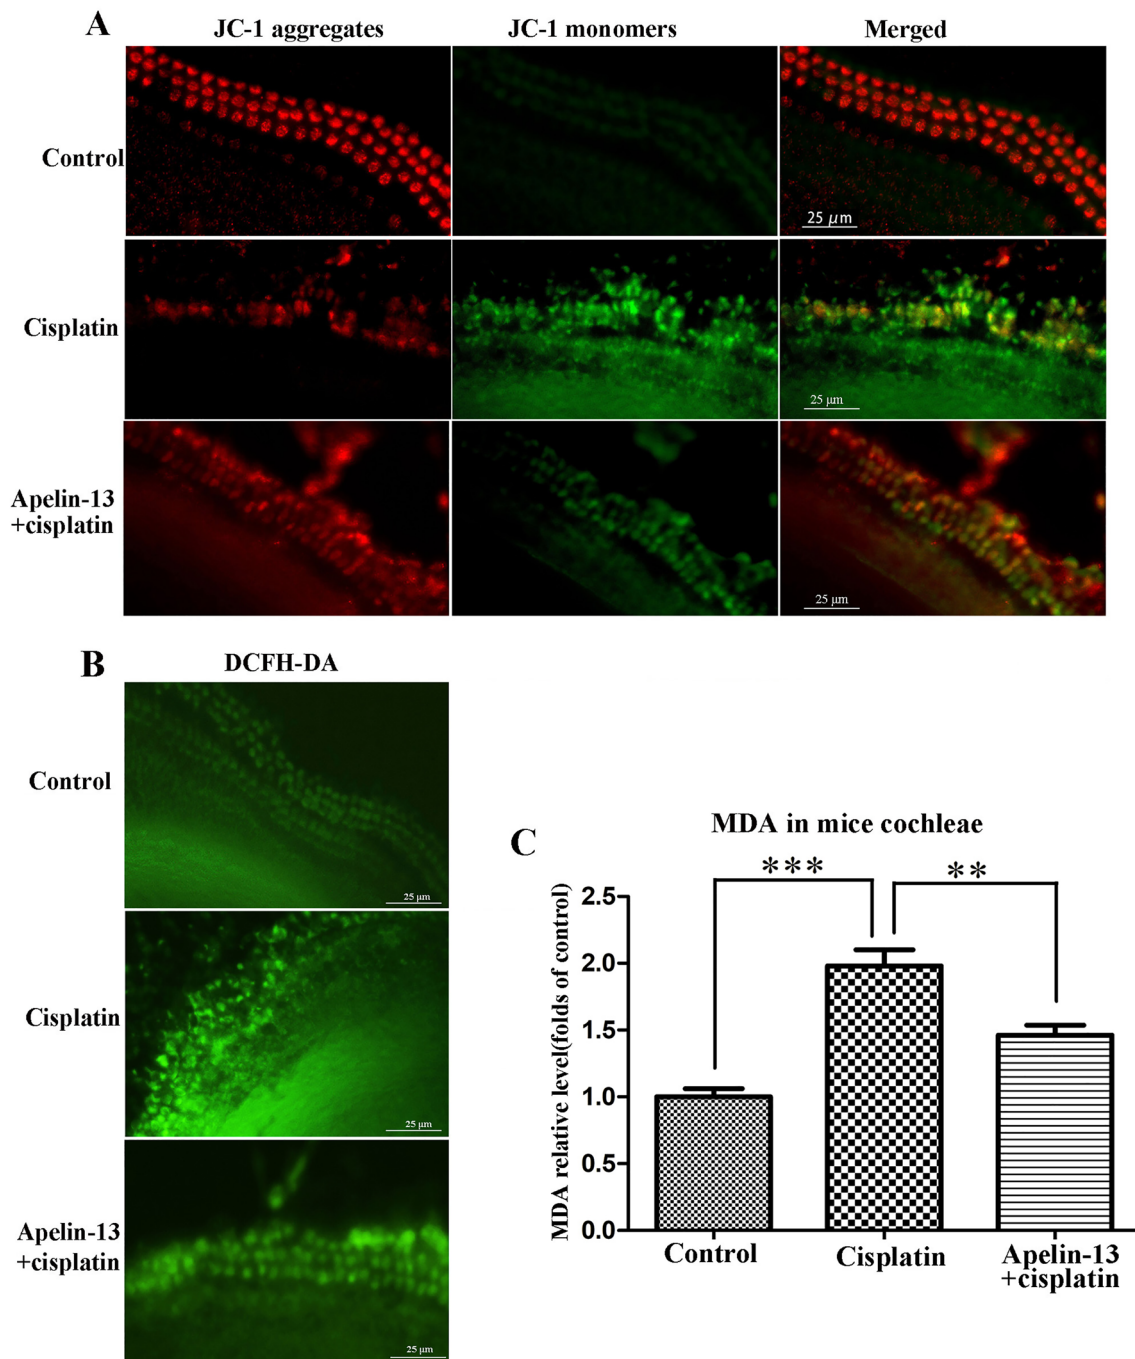 A
JC-1 aggregates
JC-1 monomers
Merged
Control
25 µm
Cisplatin
25 µm
Apelin-13
+cisplatin
25 µm
B
DCFH-DA
Control
25 µm
Cisplatin
25 µm
Apelin-13
+cisplatin
25 µm
C
MDA in mice cochleae
***
**
MDA relative level(folds of control)
2.5
2.0
1.5
1.0
0.5
0.0
Control
Cisplatin
Apelin-13
+cisplatin